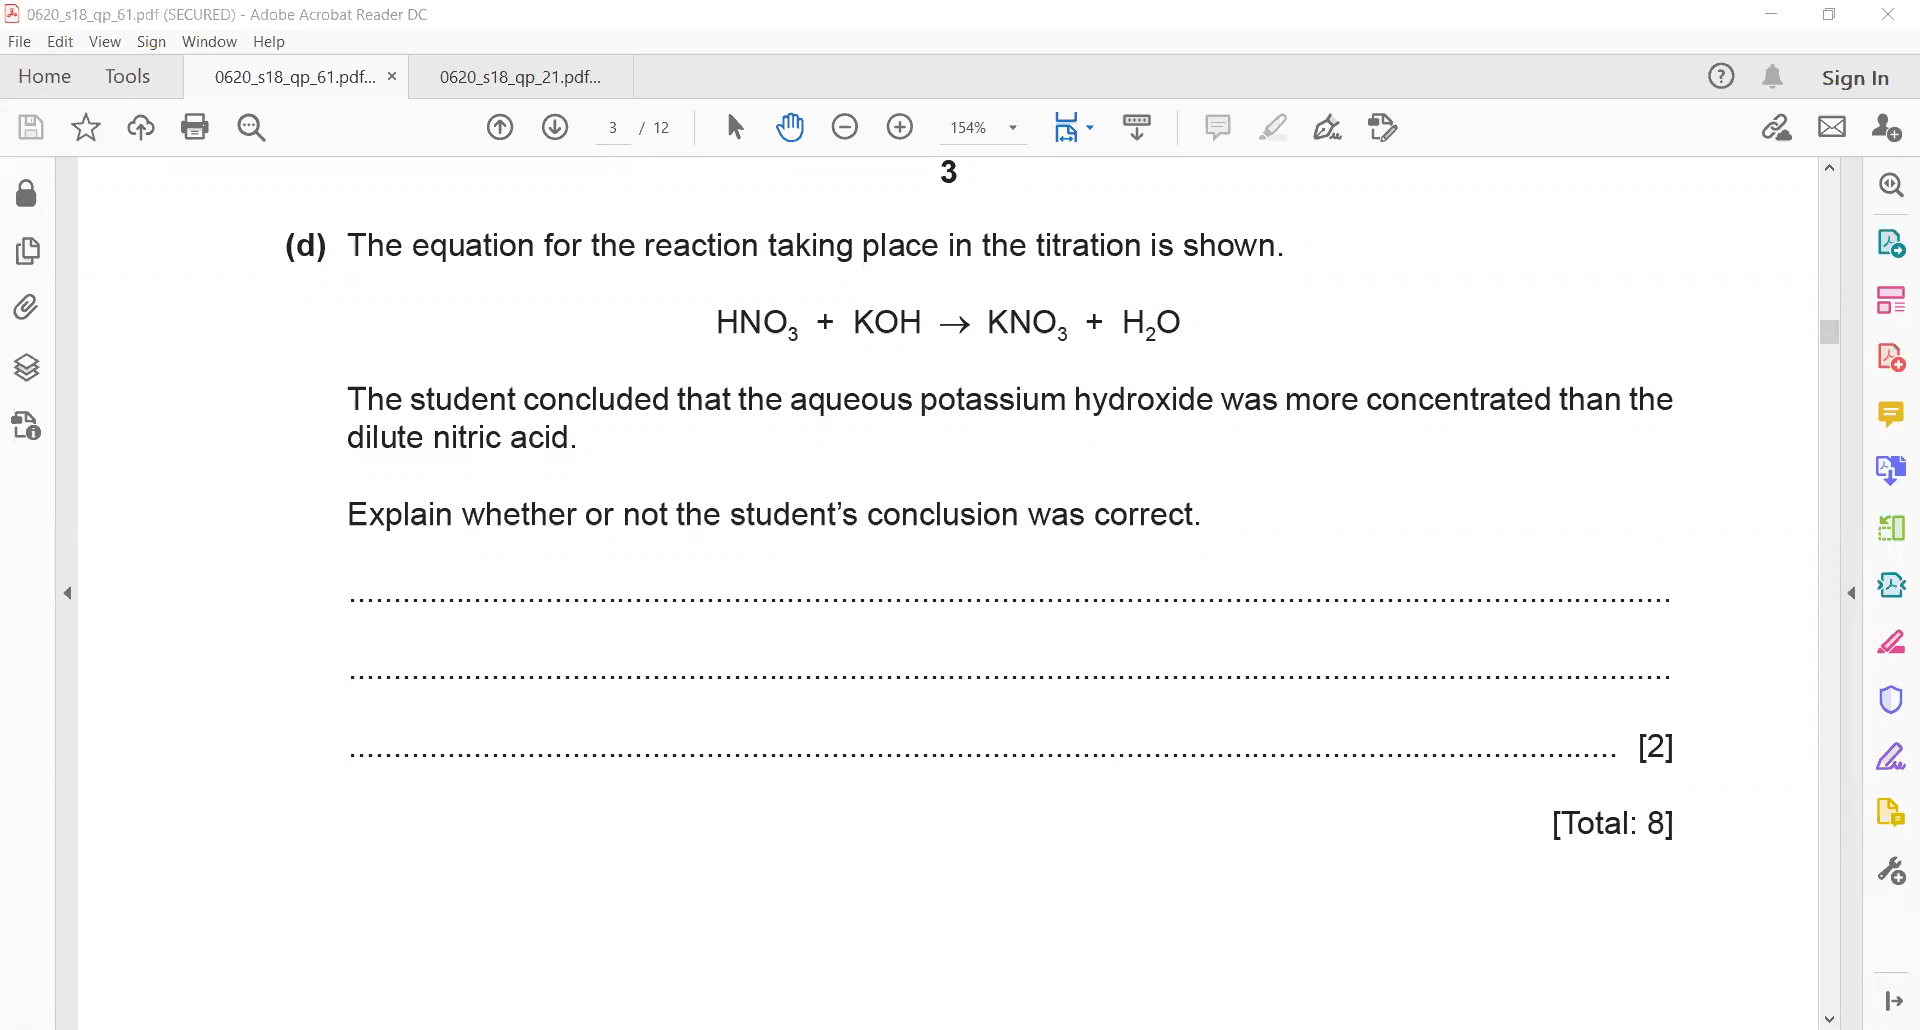 0620_s18_qp_61.pdf (SECURED) - Adobe Acrobat Reader DC
File Edit View Sign Window Help
Home Tools 0620_s18_qp_61.pdf... × 0620_s18_qp_21.pdf... Sign In
3 / 12 154%
3
(d) The equation for the reaction taking place in the titration is shown.
HNO₃ + KOH → KNO₃ + H₂O
The student concluded that the aqueous potassium hydroxide was more concentrated than the
dilute nitric acid.
Explain whether or not the student’s conclusion was correct.
[2]
[Total: 8]